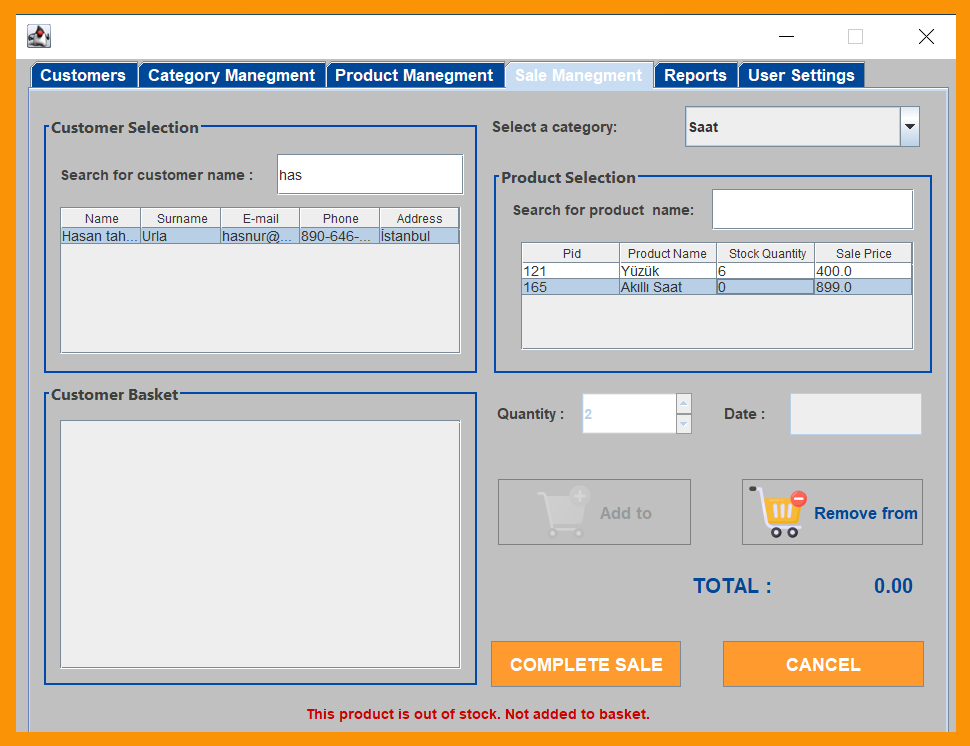 Customers Category Manegment Product Manegment Sale Manegment Reports User Settings
Customer Selection
Search for customer name : has
Name Surname E-mail Phone Address
Hasan tah... Urla hasnur@... 890-646-... İstanbul
Select a category: Saat
Product Selection
Search for product name:
Pid Product Name Stock Quantity Sale Price
121 Yüzük 6 400.0
165 Akıllı Saat 0 899.0
Customer Basket
Quantity : 2 Date :
Add to Remove from
TOTAL : 0.00
COMPLETE SALE CANCEL
This product is out of stock. Not added to basket.